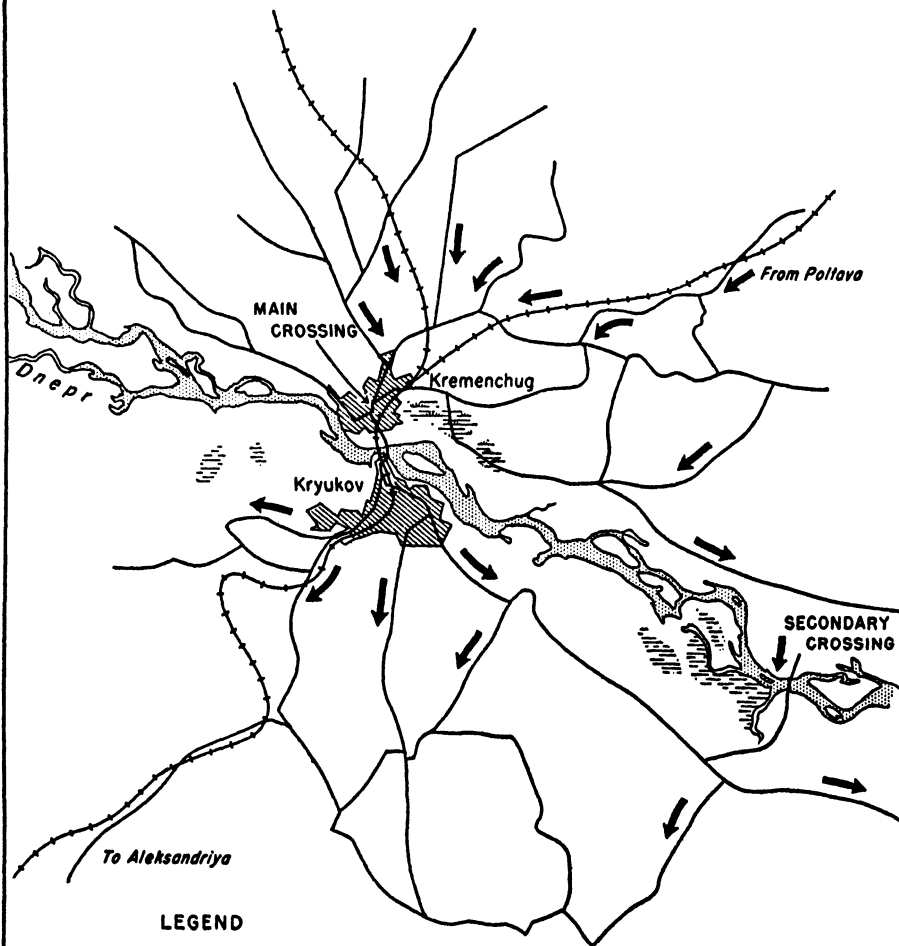 From Poltava
MAIN
CROSSING
Dnepr
Kremenchug
Kryukov
SECONDARY
CROSSING
To Aleksandriya
LEGEND